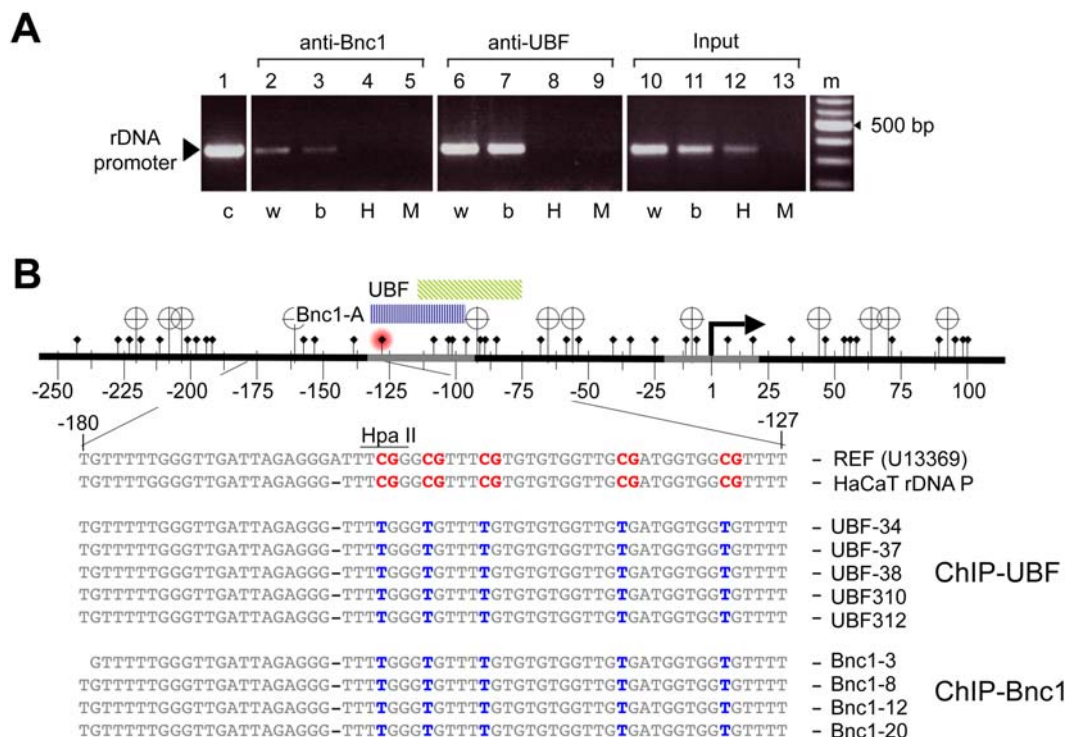 A
anti-Bnc1 anti-UBF Input
1 2 3 4 5 6 7 8 9 10 11 12 13 m
rDNA promoter
500 bp
c w b H M w b H M w b H M
B
UBF
Bnc1-A
-250 -225 -200 -175 -150 -125 -100 -75 -50 -25 1 25 50 75 100
-180 -127
Hpa II
TGTTTTTGGGTTGATTAGAGGGATTTCGGGCGTTTCGTGTGTGGTTGCGATGGTGGCGTTTT - REF (U13369)
TGTTTTTGGGTTGATTAGAGGG-TTTCGGGCGTTTCGTGTGTGGTTGCGATGGTGGCGTTTT - HaCaT rDNA P
TGTTTTTGGGTTGATTAGAGGG-TTTTGGGTGTTTTGTGTGTGGTTGTGATGGTGGTGTTTT - UBF-34
TGTTTTTGGGTTGATTAGAGGG-TTTTGGGTGTTTTGTGTGTGGTTGTGATGGTGGTGTTTT - UBF-37
TGTTTTTGGGTTGATTAGAGGG-TTTTGGGTGTTTTGTGTGTGGTTGTGATGGTGGTGTTTT - UBF-38
TGTTTTTGGGTTGATTAGAGGG-TTTTGGGTGTTTTGTGTGTGGTTGTGATGGTGGTGTTTT - UBF310
TGTTTTTGGGTTGATTAGAGGG-TTTTGGGTGTTTTGTGTGTGGTTGTGATGGTGGTGTTTT - UBF312
ChIP-UBF
GTTTTTGGGTTGATTAGAGGG-TTTTGGGTGTTTTGTGTGTGGTTGTGATGGTGGTGTTTT - Bnc1-3
TGTTTTTGGGTTGATTAGAGGG-TTTTGGGTGTTTTGTGTGTGGTTGTGATGGTGGTGTTTT - Bnc1-8
TGTTTTTGGGTTGATTAGAGGG-TTTTGGGTGTTTTGTGTGTGGTTGTGATGGTGGTGTTTT - Bnc1-12
TGTTTTTGGGTTGATTAGAGGG-TTTTGGGTGTTTTGTGTGTGGTTGTGATGGTGGTGTTTT - Bnc1-20
ChIP-Bnc1